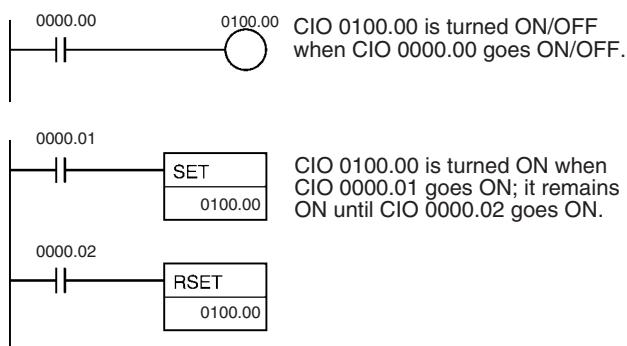 0000.00
0100.00
CIO 0100.00 is turned ON/OFF
when CIO 0000.00 goes ON/OFF.
0000.01
SET
0100.00
CIO 0100.00 is turned ON when
CIO 0000.01 goes ON; it remains
ON until CIO 0000.02 goes ON.
0000.02
RSET
0100.00